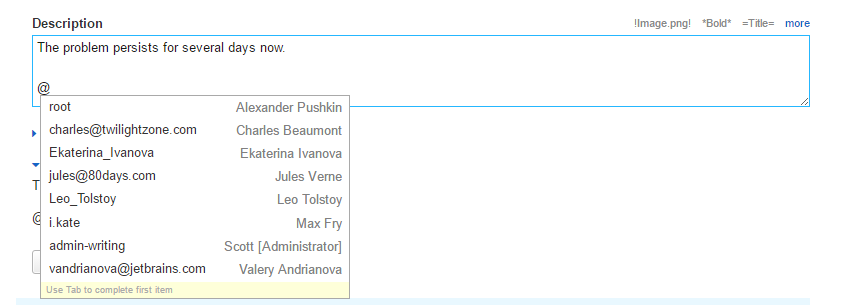 Description !Image.png! *Bold* =Title= more
The problem persists for several days now.
@
root Alexander Pushkin
charles@twilightzone.com Charles Beaumont
Ekaterina_Ivanova Ekaterina Ivanova
jules@80days.com Jules Verne
Leo_Tolstoy Leo Tolstoy
i.kate Max Fry
admin-writing Scott [Administrator]
vandrianova@jetbrains.com Valery Andrianova
Use Tab to complete first item